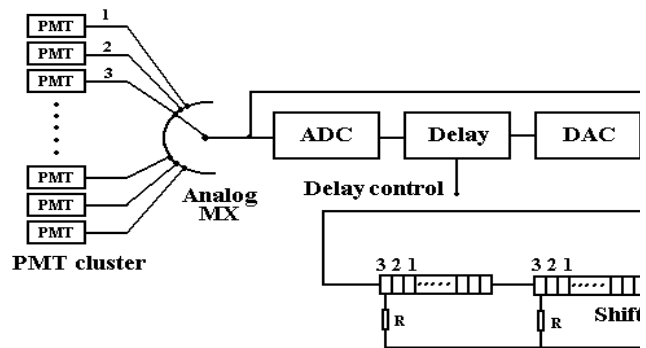 PMT 1
PMT 2
PMT 3
PMT
PMT
PMT
PMT cluster
Analog
MX
ADC
Delay
DAC
Delay control
3 2 1
3 2 1
R
R
Shift